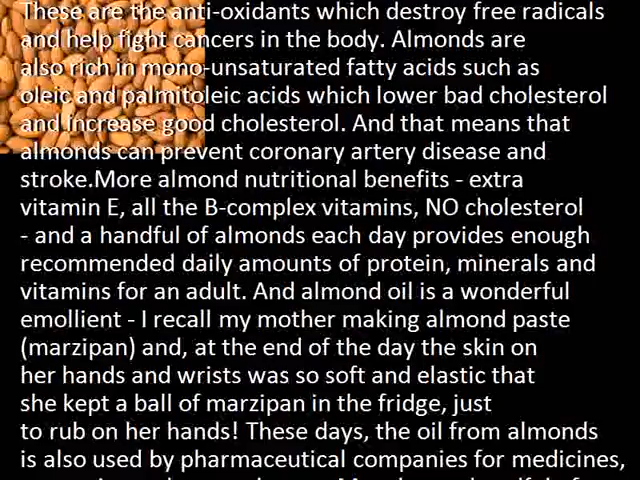 These are the anti-oxidants which destroy free radicals
and help fight cancers in the body. Almonds are
also rich in mono-unsaturated fatty acids such as
oleic and palmitoleic acids which lower bad cholesterol
and increase good cholesterol. And that means that
almonds can prevent coronary artery disease and
stroke.More almond nutritional benefits - extra
vitamin E, all the B-complex vitamins, NO cholesterol
- and a handful of almonds each day provides enough
recommended daily amounts of protein, minerals and
vitamins for an adult. And almond oil is a wonderful
emollient - I recall my mother making almond paste
(marzipan) and, at the end of the day the skin on
her hands and wrists was so soft and elastic that
she kept a ball of marzipan in the fridge, just
to rub on her hands! These days, the oil from almonds
is also used by pharmaceutical companies for medicines,